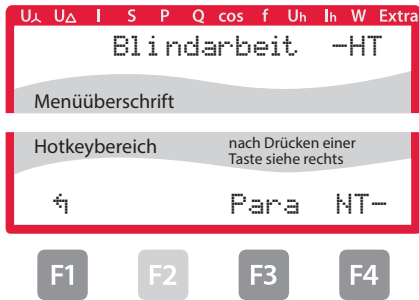 U⅄ U△ I S P Q cos f Uh Ih W Extra
Blindarbeit -HT
Menüüberschrift
Hotkeybereich
nach Drücken einer
Taste siehe rechts
↰ Para NT-
F1 F2 F3 F4